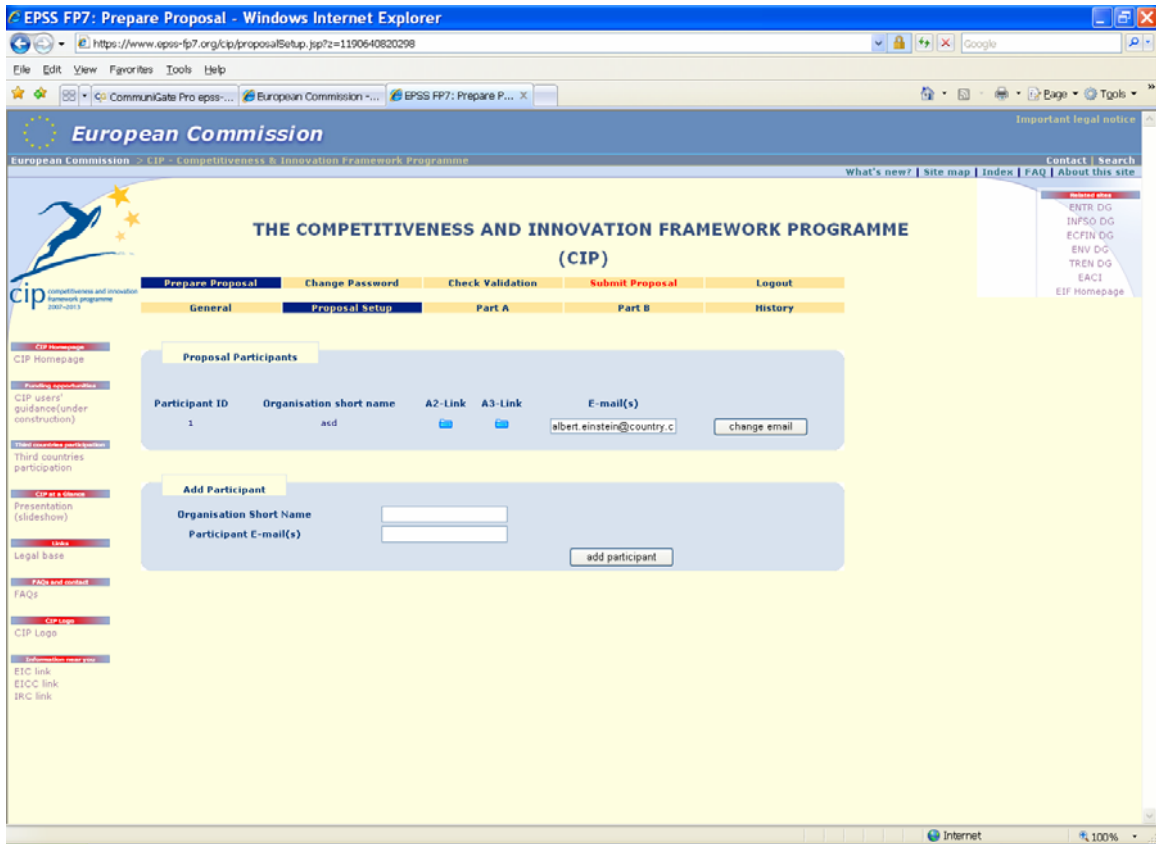 EPSS FP7: Prepare Proposal - Windows Internet Explorer
https://www.epss-fp7.org/cip/proposalSetup.jsp?z=1190640820298
Google
File Edit View Favorites Tools Help
CommuniGate Pro epss-... European Commission -... EPSS FP7: Prepare P... X
Page Tools
Important legal notice
European Commission
European Commission > CIP - Competitiveness & Innovation Framework Programme
Contact | Search
What's new? | Site map | Index | FAQ | About this site
Related sites
ENTR DG
INFSO DG
ECFIN DG
ENV DG
TREN DG
EACI
EIF Homepage
THE COMPETITIVENESS AND INNOVATION FRAMEWORK PROGRAMME
(CIP)
cip competitiveness and innovation
framework programme
2007-2013
Prepare Proposal Change Password Check Validation Submit Proposal Logout
General Proposal Setup Part A Part B History
CIP Homepage
CIP Homepage
Funding opportunities
CIP users'
guidance(under
construction)
Third countries participation
Third countries
participation
CIP at a Glance
Presentation
(slideshow)
Links
Legal base
FAQs and contact
FAQs
CIP Logo
CIP Logo
Information near you
EIC link
EICC link
IRC link
Proposal Participants
Participant ID Organisation short name A2-Link A3-Link E-mail(s)
1 asd albert.einstein@country.c change email
Add Participant
Organisation Short Name
Participant E-mail(s)
add participant
Internet 100%